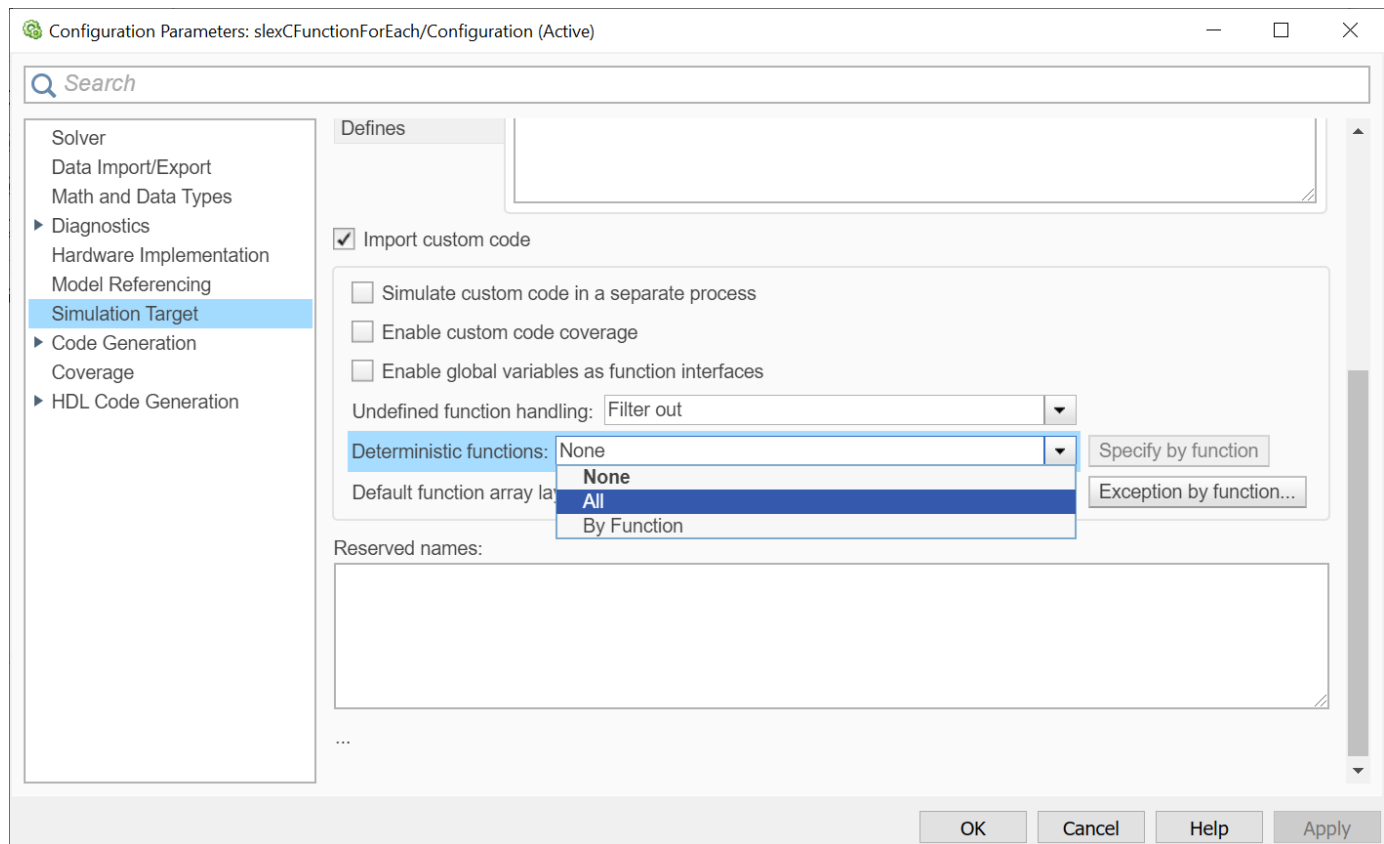 Configuration Parameters: slexCFunctionForEach/Configuration (Active)
Search
Solver
Data Import/Export
Math and Data Types
Diagnostics
Hardware Implementation
Model Referencing
Simulation Target
Code Generation
Coverage
HDL Code Generation
Defines
Import custom code
Simulate custom code in a separate process
Enable custom code coverage
Enable global variables as function interfaces
Undefined function handling: Filter out
Deterministic functions: None Specify by function
None
Default function array lay
All
Exception by function...
By Function
Reserved names:
...
OK Cancel Help Apply